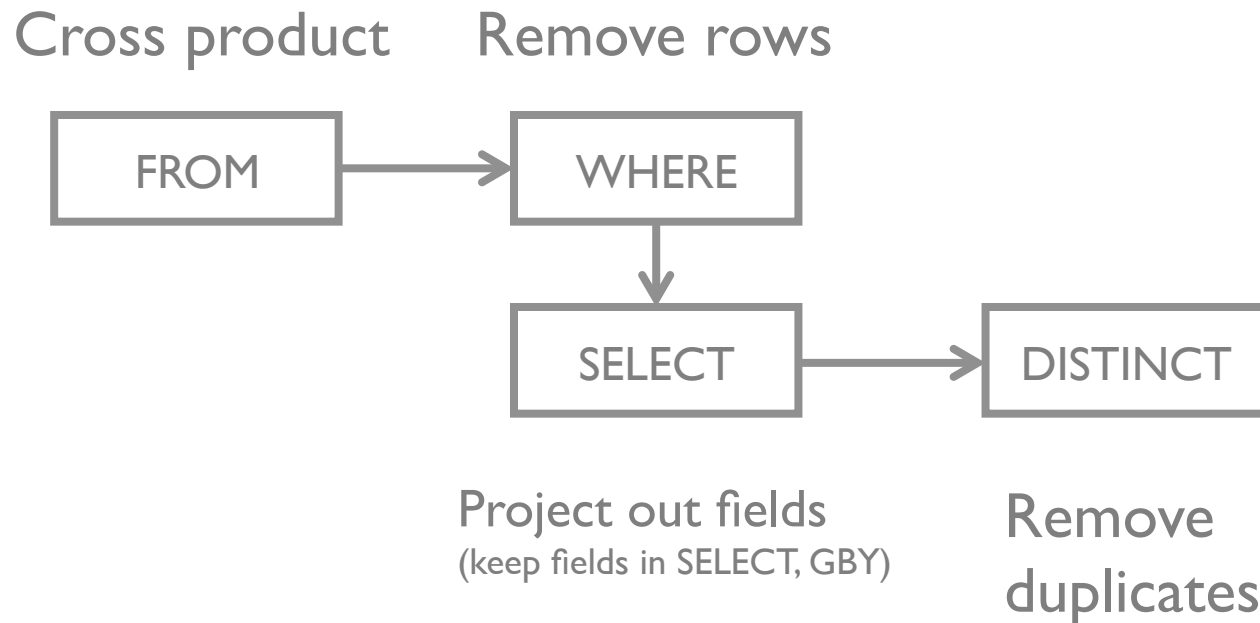 Cross product
Remove rows
FROM
WHERE
SELECT
DISTINCT
Project out fields
(keep fields in SELECT, GBY)
Remove
duplicates